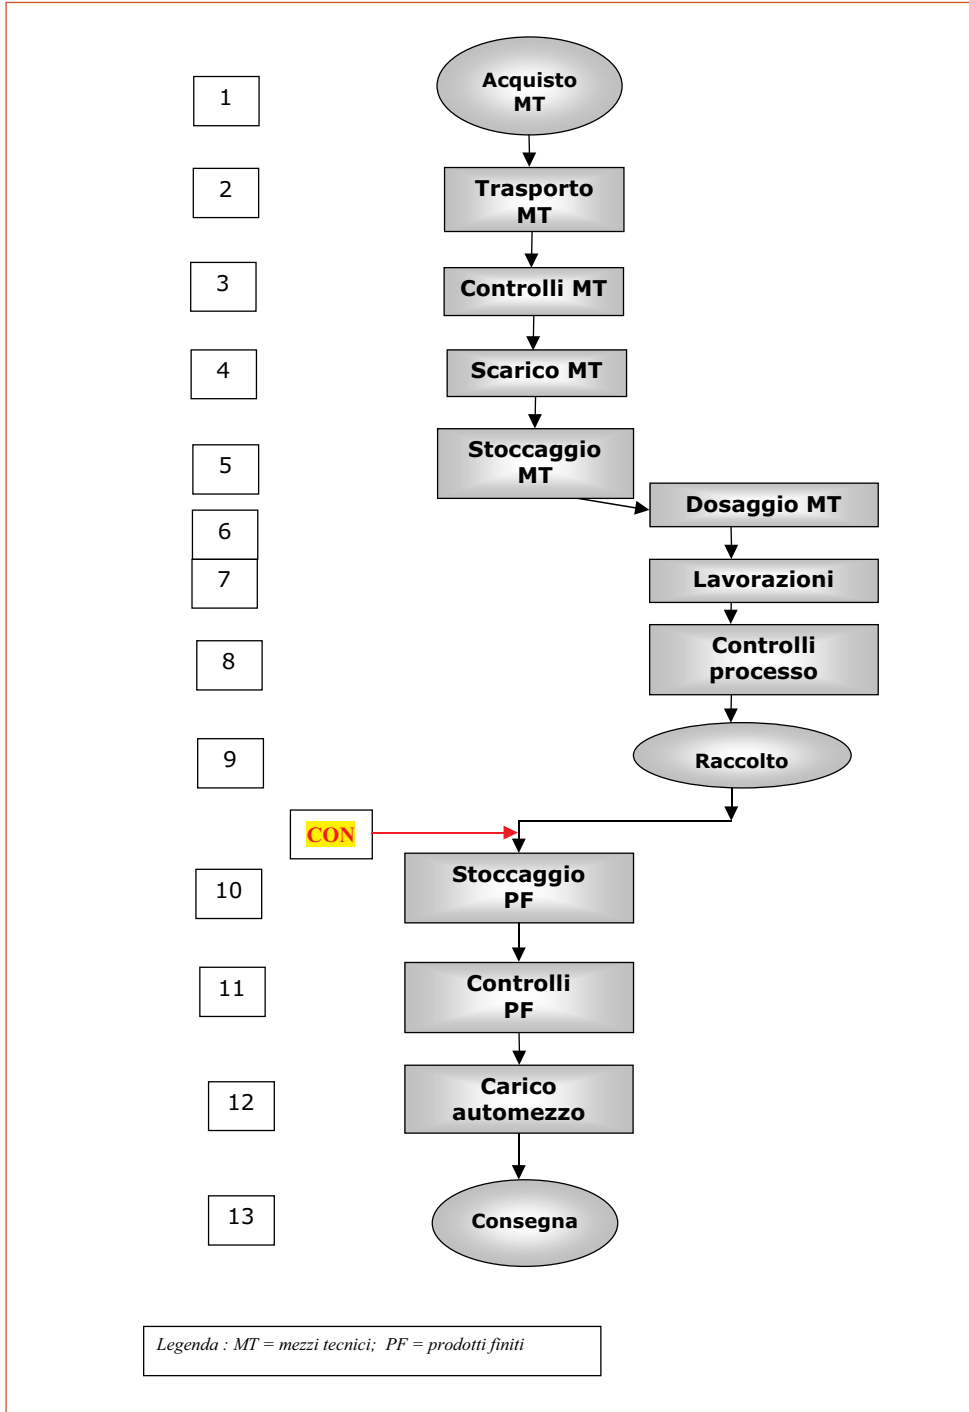 1
Acquisto
MT
2
Trasporto
MT
3
Controlli MT
4
Scarico MT
5
Stoccaggio
MT
6
Dosaggio MT
7
Lavorazioni
8
Controlli
processo
9
Raccolto
CON
10
Stoccaggio
PF
11
Controlli
PF
12
Carico
automezzo
13
Consegna
Legenda : MT = mezzi tecnici;  PF = prodotti finiti